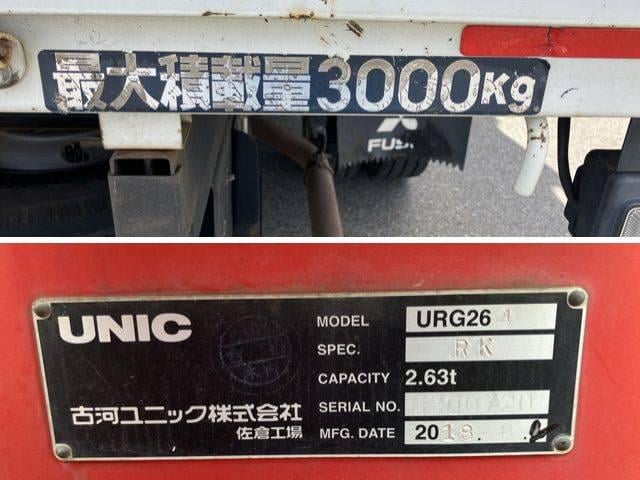 最大積載量3000Kg
FUSO
UNIC
MODEL URG264
SPEC. RK
CAPACITY 2.63t
SERIAL NO.
MFG. DATE 2018.
古河ユニック株式会社
佐倉工場